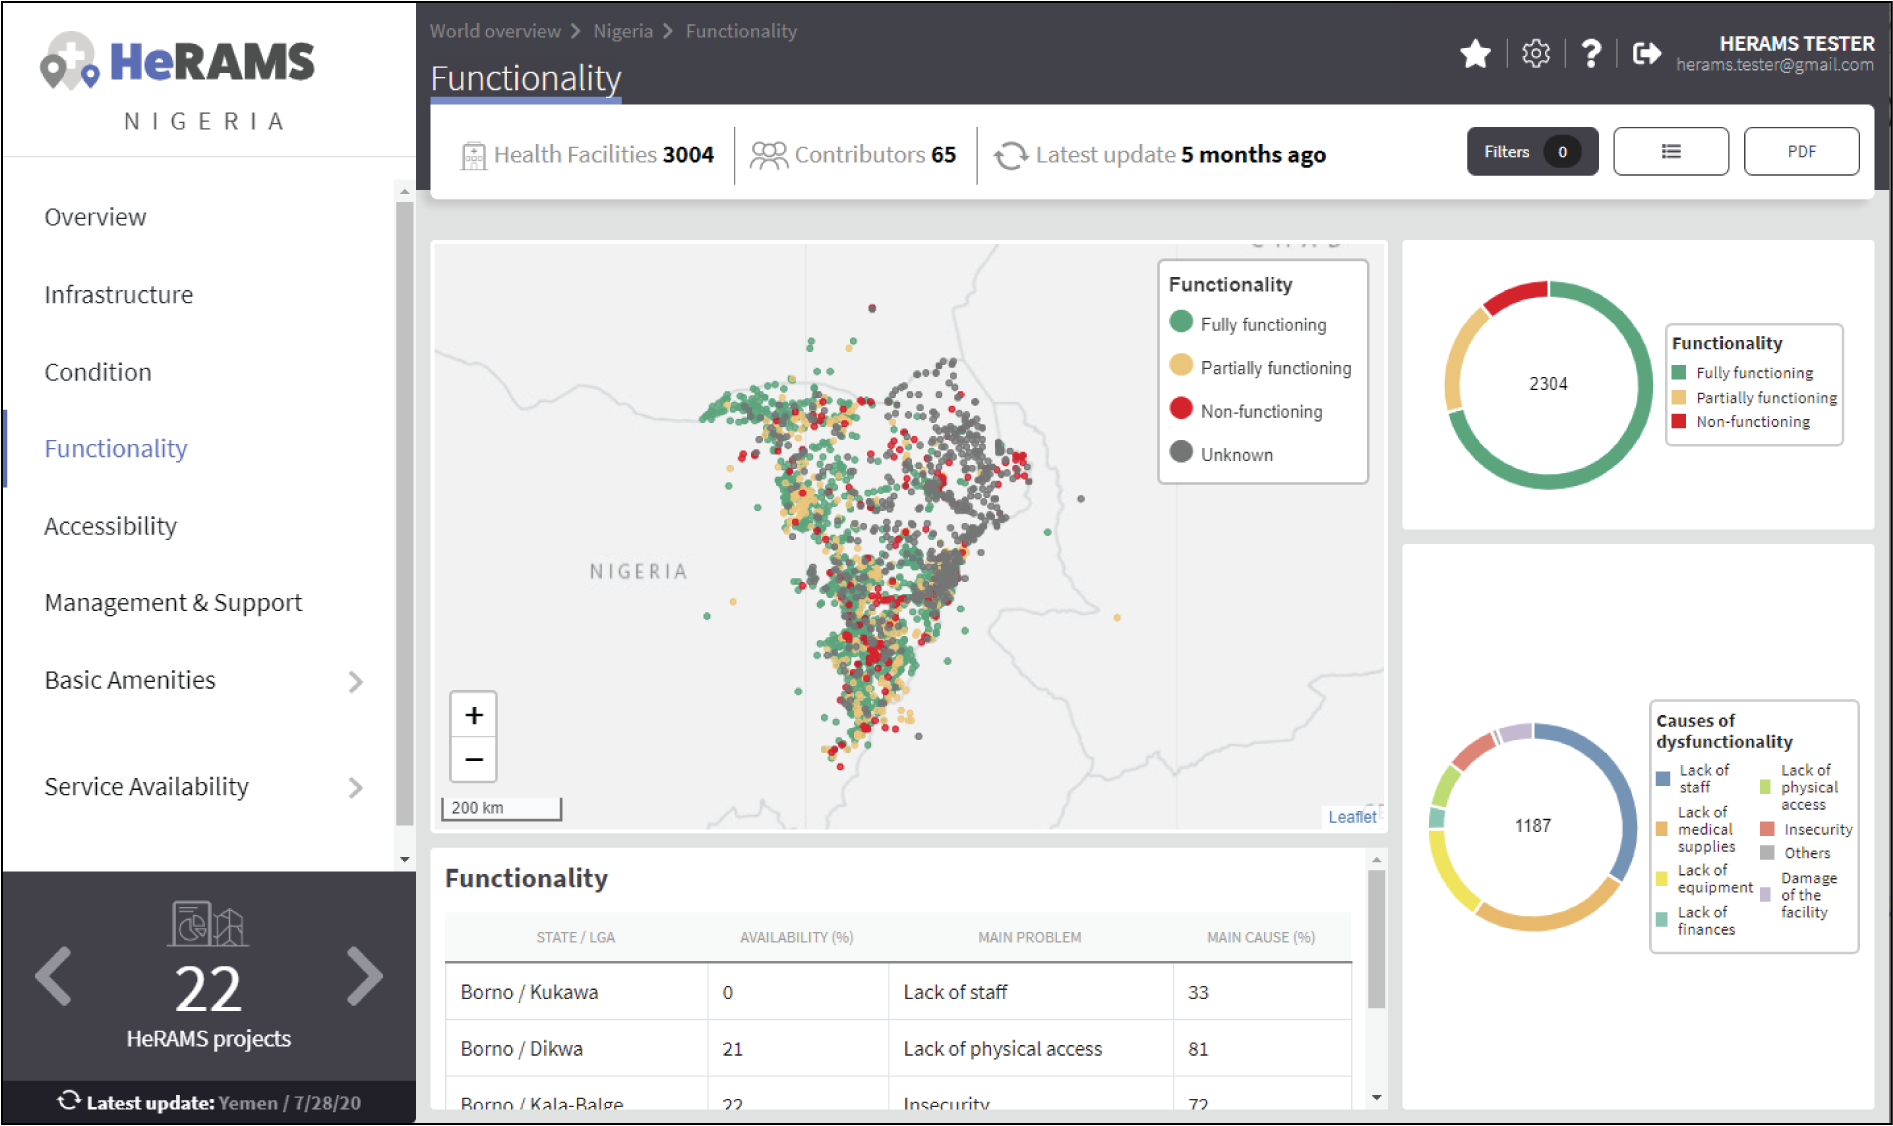 HeRAMS
NIGERIA
Overview
Infrastructure
Condition
Functionality
Accessibility
Management & Support
Basic Amenities
Service Availability
22
HeRAMS projects
Latest update: Yemen / 7/28/20
World overview > Nigeria > Functionality
Functionality
HERAMS TESTER
herams.tester@gmail.com
Health Facilities 3004
Contributors 65
Latest update 5 months ago
Filters 0
PDF
NIGERIA
Functionality
Fully functioning
Partially functioning
Non-functioning
Unknown
+
−
200 km
Leaflet
2304
Functionality
Fully functioning
Partially functioning
Non-functioning
1187
Causes of
dysfunctionality
Lack of
staff
Lack of
medical
supplies
Lack of
equipment
Lack of
finances
Lack of
physical
access
Insecurity
Others
Damage
of the
facility
Functionality
STATE / LGA AVAILABILITY (%) MAIN PROBLEM MAIN CAUSE (%)
Borno / Kukawa 0 Lack of staff 33
Borno / Dikwa 21 Lack of physical access 81
Borno / Kala-Balge 22 Insecurity 72